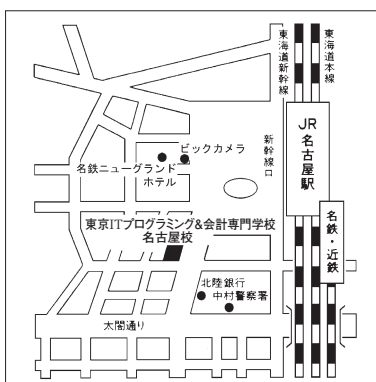 東海道新幹線
東海道本線
JR名古屋駅
新幹線口
ビックカメラ
名鉄ニューグランド
ホテル
名鉄・近鉄
東京ITプログラミング&会計専門学校
名古屋校
北陸銀行
中村警察署
太閤通り